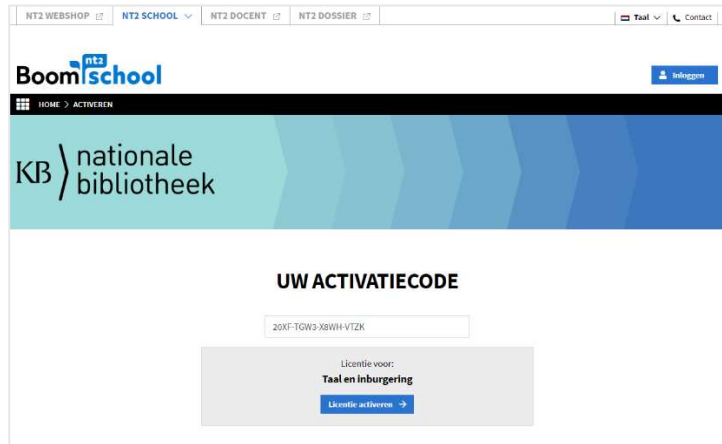 NT2 WEBSHOP NT2 SCHOOL NT2 DOCENT NT2 DOSSIER Taal Contact
nt2
Boom school
Inloggen
HOME > ACTIVEREN
KB nationale
bibliotheek
UW ACTIVATIECODE
20XF-TGW3-X8WH-VTZK
Licentie voor:
Taal en inburgering
Licentie activeren →